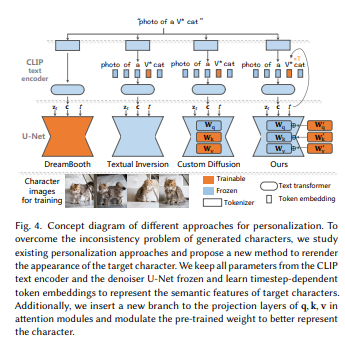 "photo of a V* cat"
CLIP
text
encoder
photo of a V* cat
photo of a V* cat
photo of a V* cat
×T
z_t c t
z_t c t
z_t c t
z_t c t
U-Net
W_q
W_k
W_v
W_q
W_k
W_v
W'_q
W'_k
W'_v
DreamBooth
Textual Inversion
Custom Diffusion
Ours
Character
images
for training
Trainable
Frozen
Tokenizer
Text transformer
Token embedding
Fig. 4. Concept diagram of different approaches for personalization. To
overcome the inconsistency problem of generated characters, we study
existing personalization approaches and propose a new method to rerender
the appearance of the target character. We keep all parameters from the CLIP
text encoder and the denoiser U-Net frozen and learn timestep-dependent
token embeddings to represent the semantic features of target characters.
Additionally, we insert a new branch to the projection layers of q, k, v in
attention modules and modulate the pre-trained weight to better represent
the character.